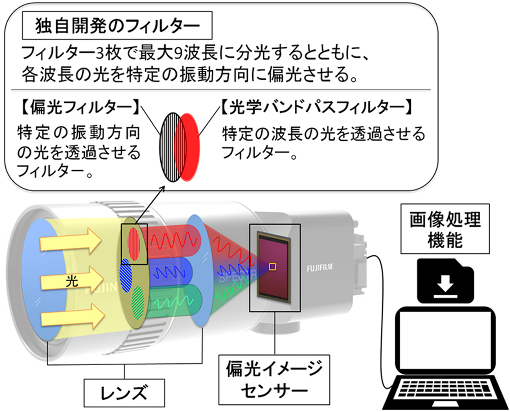 独自開発のフィルター
フィルター3枚で最大9波長に分光するとともに、
各波長の光を特定の振動方向に偏光させる。
【偏光フィルター】
特定の振動方向
の光を透過させる
フィルター。
【光学バンドパスフィルター】
特定の波長の光を透過させる
フィルター。
光
FUJIFILM
レンズ
偏光イメージ
センサー
画像処理
機能